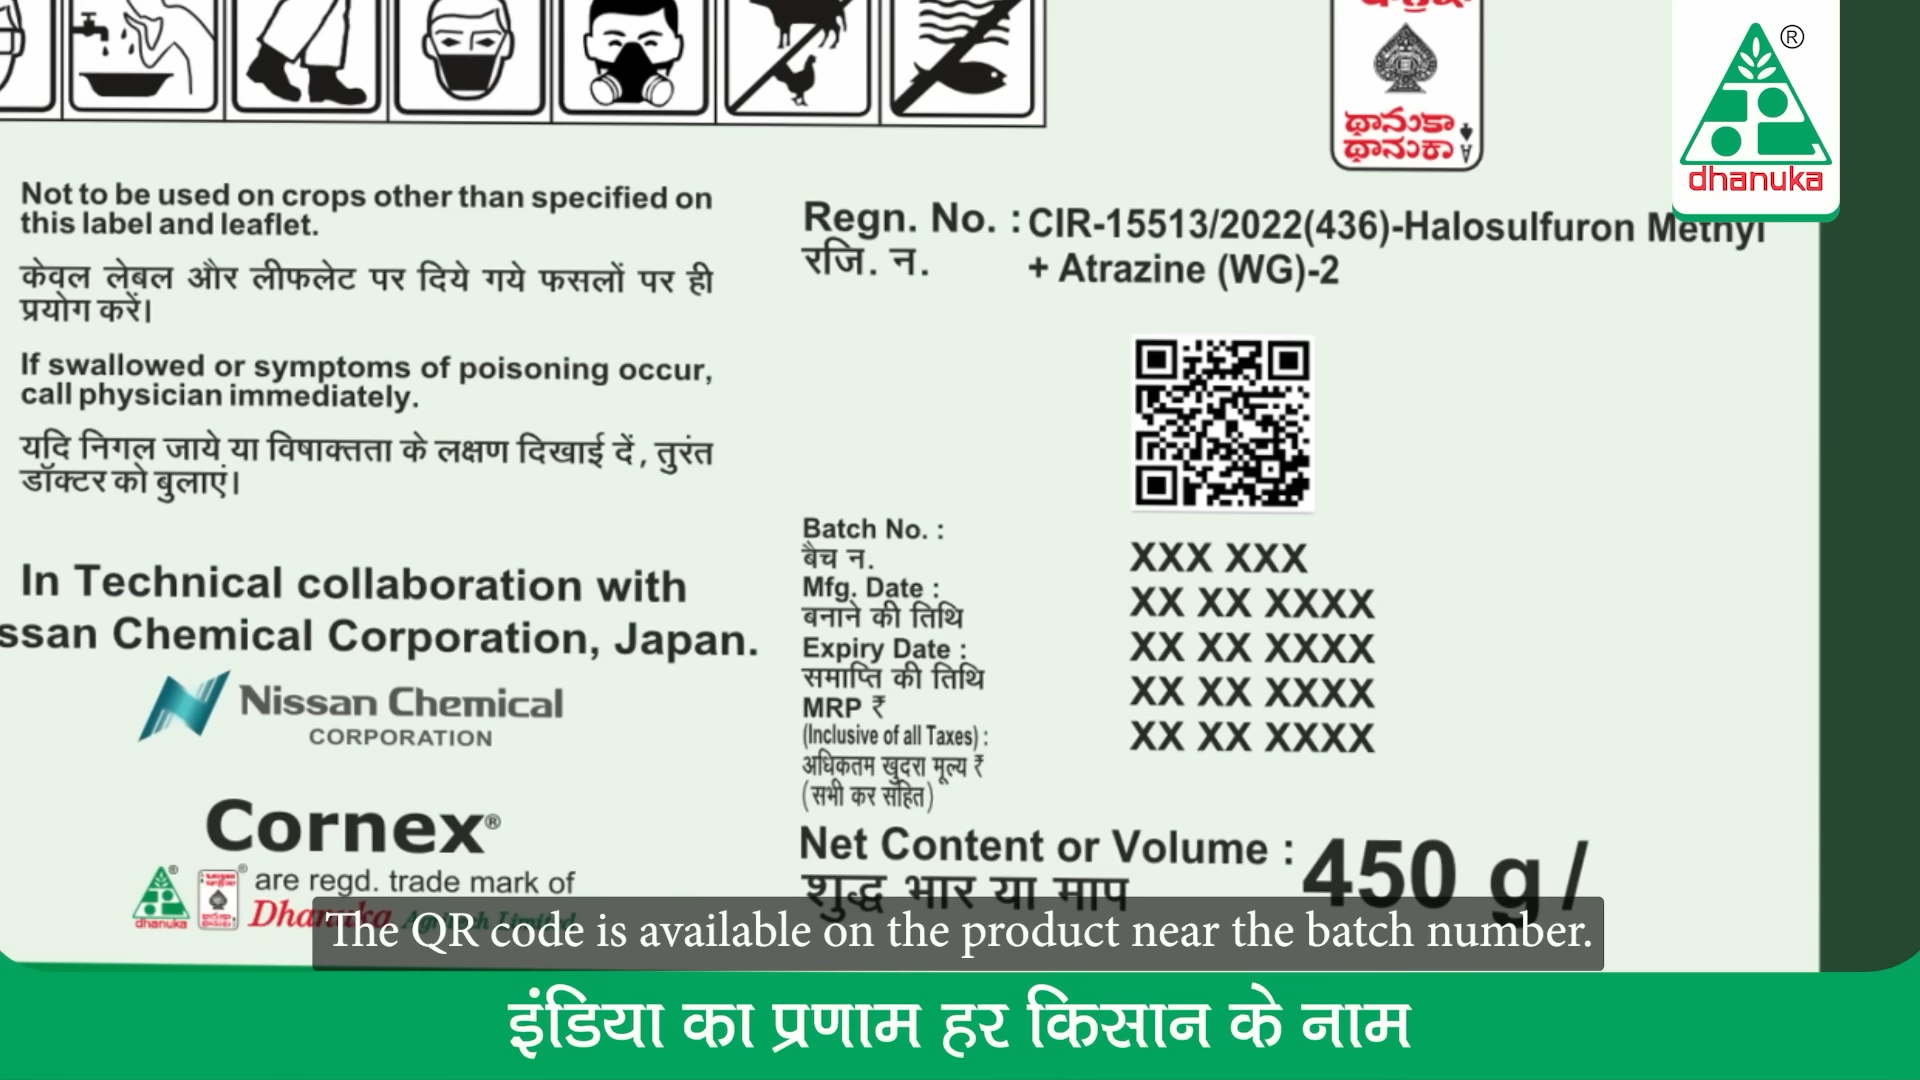 ಥಾನುಕಾ
ಥಾನುಕಾ
A
®
dhanuka
Not to be used on crops other than specified on
this label and leaflet.
केवल लेबल और लीफलेट पर दिये गये फसलों पर ही
प्रयोग करें।
If swallowed or symptoms of poisoning occur,
call physician immediately.
यदि निगल जाये या विषाक्तता के लक्षण दिखाई दें, तुरंत
डॉक्टर को बुलाएं।
In Technical collaboration with
ssan Chemical Corporation, Japan.
Nissan Chemical
CORPORATION
Cornex®
dhanuka
® are regd. trade mark of
Dhanuka Agritech Limited
Regn. No. : CIR-15513/2022(436)-Halosulfuron Methyl
रजि. न. + Atrazine (WG)-2
Batch No. :
बैच न. XXX XXX
Mfg. Date : XX XX XXXX
बनाने की तिथि
Expiry Date : XX XX XXXX
समाप्ति की तिथि XX XX XXXX
MRP ₹
(Inclusive of all Taxes) : XX XX XXXX
अधिकतम खुदरा मूल्य ₹
(सभी कर सहित)
Net Content or Volume : 450 g/
शुद्ध भार या माप
The QR code is available on the product near the batch number.
इंडिया का प्रणाम हर किसान के नाम